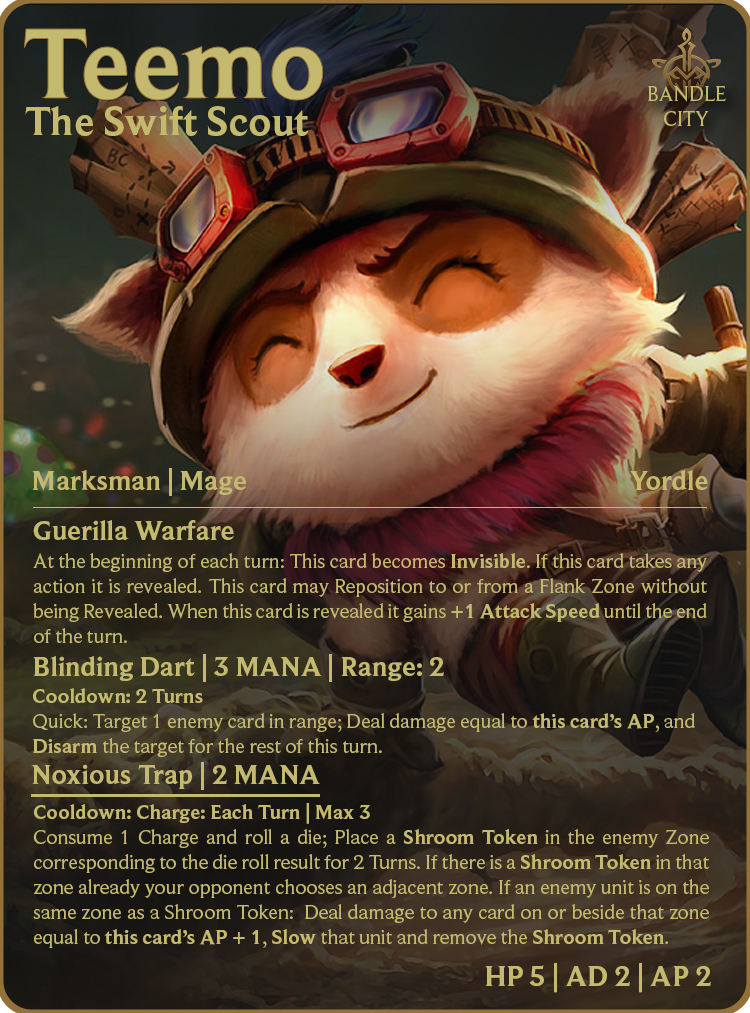 Teemo
The Swift Scout
BANDLE
CITY
BC
Marksman | Mage
Yordle
Guerilla Warfare
At the beginning of each turn: This card becomes Invisible. If this card takes any
action it is revealed. This card may Reposition to or from a Flank Zone without
being Revealed. When this card is revealed it gains +1 Attack Speed until the end
of the turn.
Blinding Dart | 3 MANA | Range: 2
Cooldown: 2 Turns
Quick: Target 1 enemy card in range; Deal damage equal to this card's AP, and
Disarm the target for the rest of this turn.
Noxious Trap | 2 MANA
Cooldown: Charge: Each Turn | Max 3
Consume 1 Charge and roll a die; Place a Shroom Token in the enemy Zone
corresponding to the die roll result for 2 Turns. If there is a Shroom Token in that
zone already your opponent chooses an adjacent zone. If an enemy unit is on the
same zone as a Shroom Token: Deal damage to any card on or beside that zone
equal to this card's AP + 1, Slow that unit and remove the Shroom Token.
HP 5 | AD 2 | AP 2